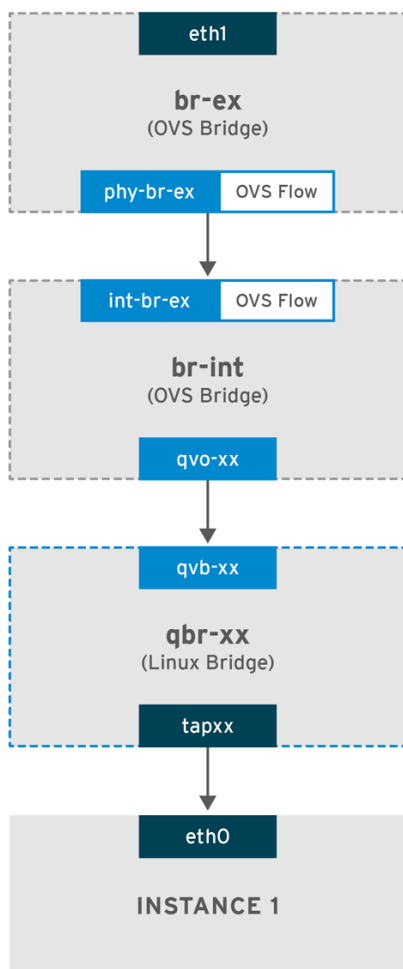 eth1
br-ex
(OVS Bridge)
phy-br-ex OVS Flow
int-br-ex OVS Flow
br-int
(OVS Bridge)
qvo-xx
qvb-xx
qbr-xx
(Linux Bridge)
tapxx
eth0
INSTANCE 1